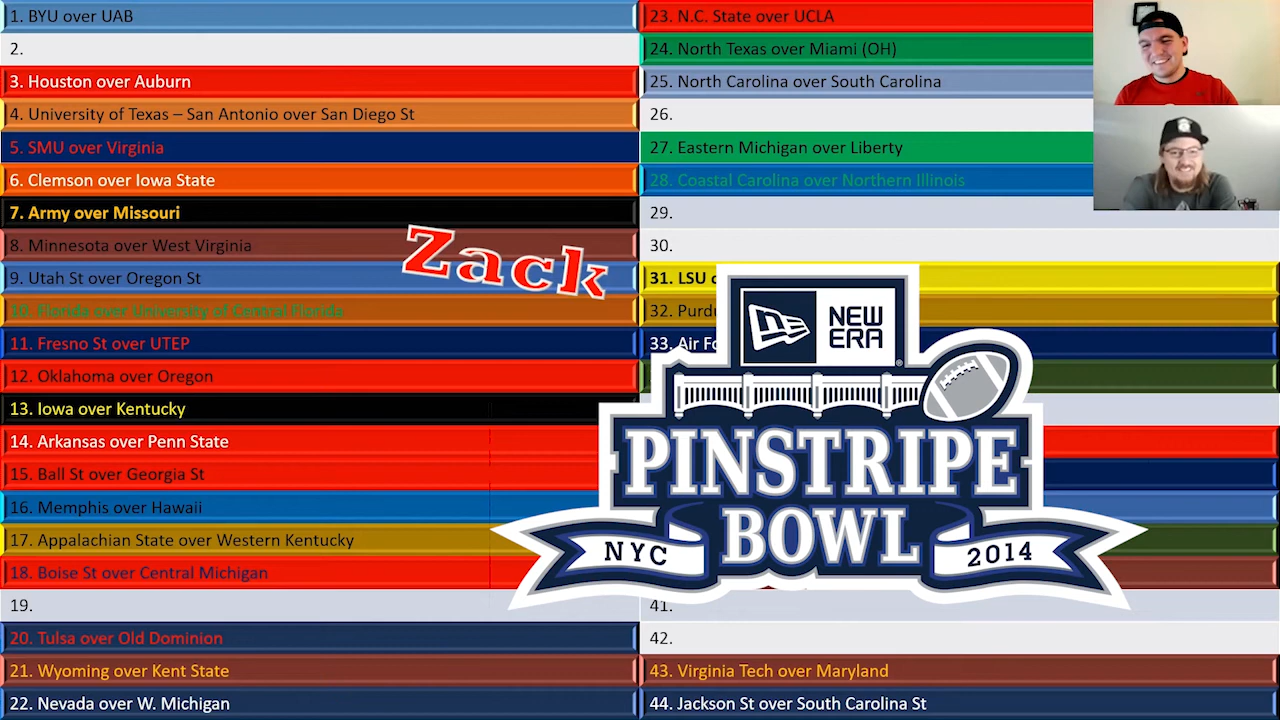 1. BYU over UAB
2.
3. Houston over Auburn
4. University of Texas – San Antonio over San Diego St
5. SMU over Virginia
6. Clemson over Iowa State
7. Army over Missouri
8. Minnesota over West Virginia
9. Utah St over Oregon St
10. Florida over University of Central Florida
11. Fresno St over UTEP
12. Oklahoma over Oregon
13. Iowa over Kentucky
14. Arkansas over Penn State
15. Ball St over Georgia St
16. Memphis over Hawaii
17. Appalachian State over Western Kentucky
18. Boise St over Central Michigan
19.
20. Tulsa over Old Dominion
21. Wyoming over Kent State
22. Nevada over W. Michigan
23. N.C. State over UCLA
24. North Texas over Miami (OH)
25. North Carolina over South Carolina
26.
27. Eastern Michigan over Liberty
28. Coastal Carolina over Northern Illinois
29.
30.
31. LSU
32.
33. Air
41.
42.
43. Virginia Tech over Maryland
44. Jackson St over South Carolina St
Zack
NEW
ERA
PINSTRIPE
BOWL
NYC
2014